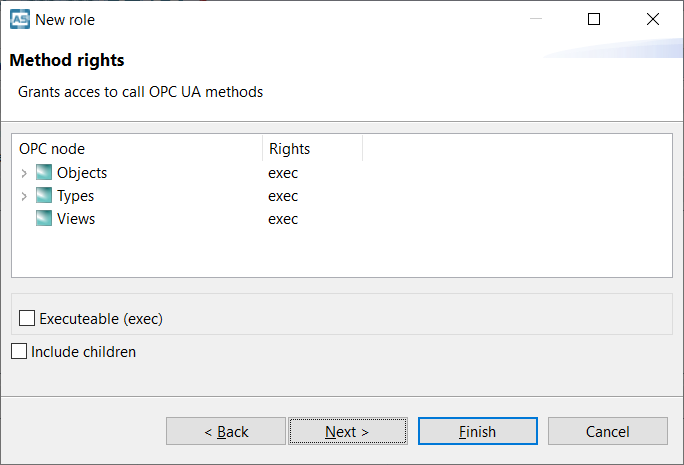 New role
Method rights
Grants acces to call OPC UA methods
OPC node Rights
Objects exec
Types exec
Views exec
Executeable (exec)
Include children
< Back Next > Finish Cancel